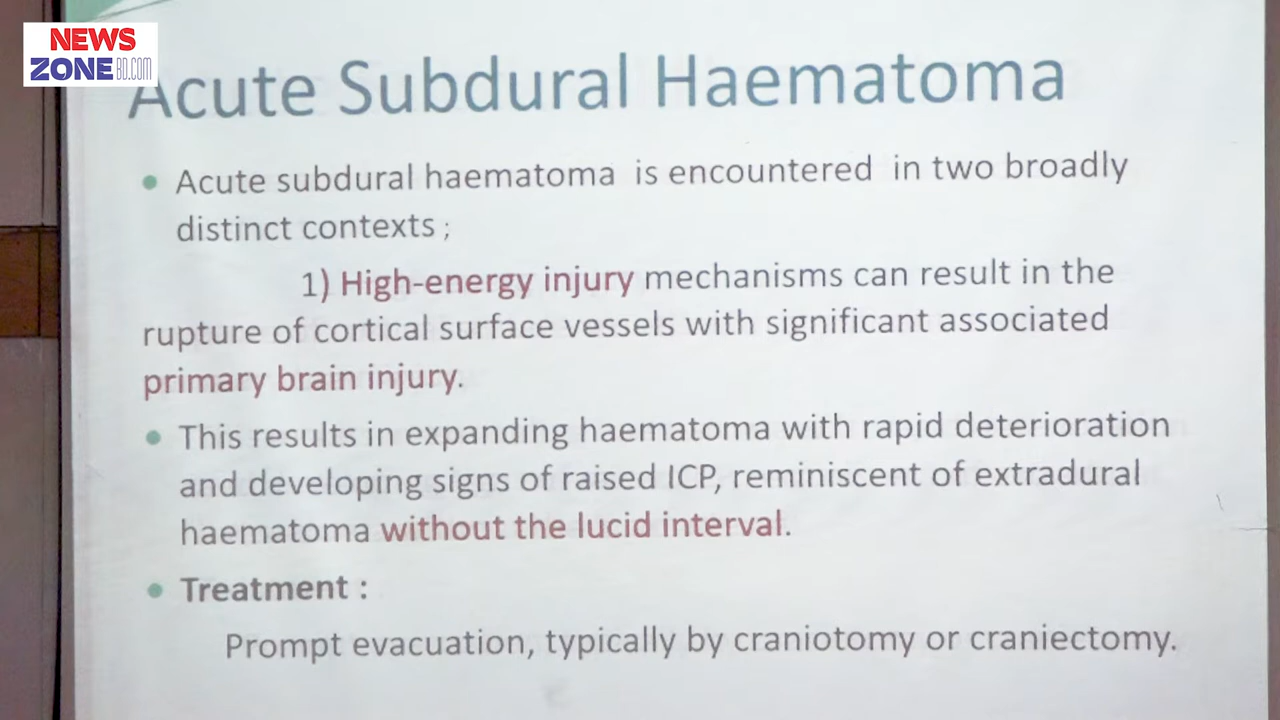 NEWS
ZONEBD.com
Acute Subdural Haematoma
Acute subdural haematoma is encountered in two broadly
distinct contexts ;
1) High-energy injury mechanisms can result in the
rupture of cortical surface vessels with significant associated
primary brain injury.
This results in expanding haematoma with rapid deterioration
and developing signs of raised ICP, reminiscent of extradural
haematoma without the lucid interval.
Treatment :
Prompt evacuation, typically by craniotomy or craniectomy.